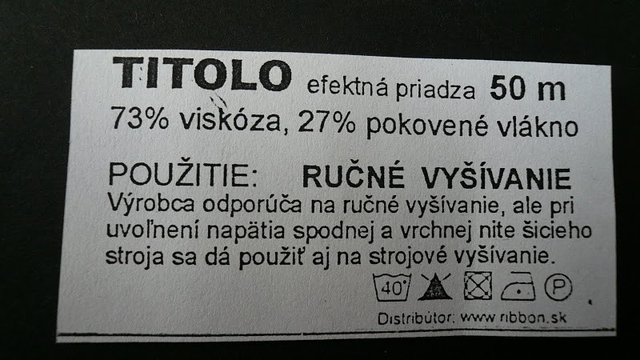 TITOLO efektná priadza 50 m
73% viskóza, 27% pokovené vlákno
POUŽITIE: RUČNÉ VYŠÍVANIE
Výrobca odporúča na ručné vyšívanie, ale pri
uvoľnení napätia spodnej a vrchnej nite šicieho
stroja sa dá použiť aj na strojové vyšívanie.
40° P
Distribútor: www.ribbon.sk